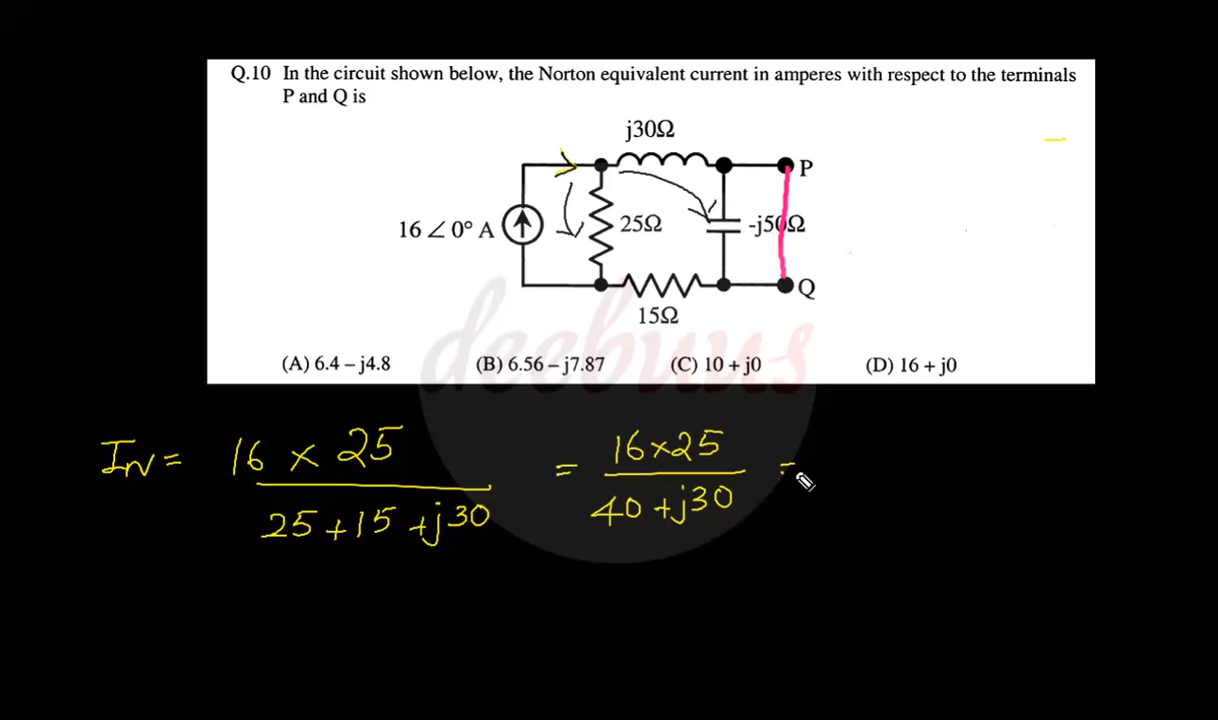 Q.10 In the circuit shown below, the Norton equivalent current in amperes with respect to the terminals
P and Q is
j30Ω
P
16 ∠ 0° A
25Ω
-j50Ω
Q
15Ω
(A) 6.4 – j4.8 (B) 6.56 – j7.87 (C) 10 + j0 (D) 16 + j0
deebuus
IN = 16 × 25 / 25+15+j30 = 16×25 / 40+j30 =